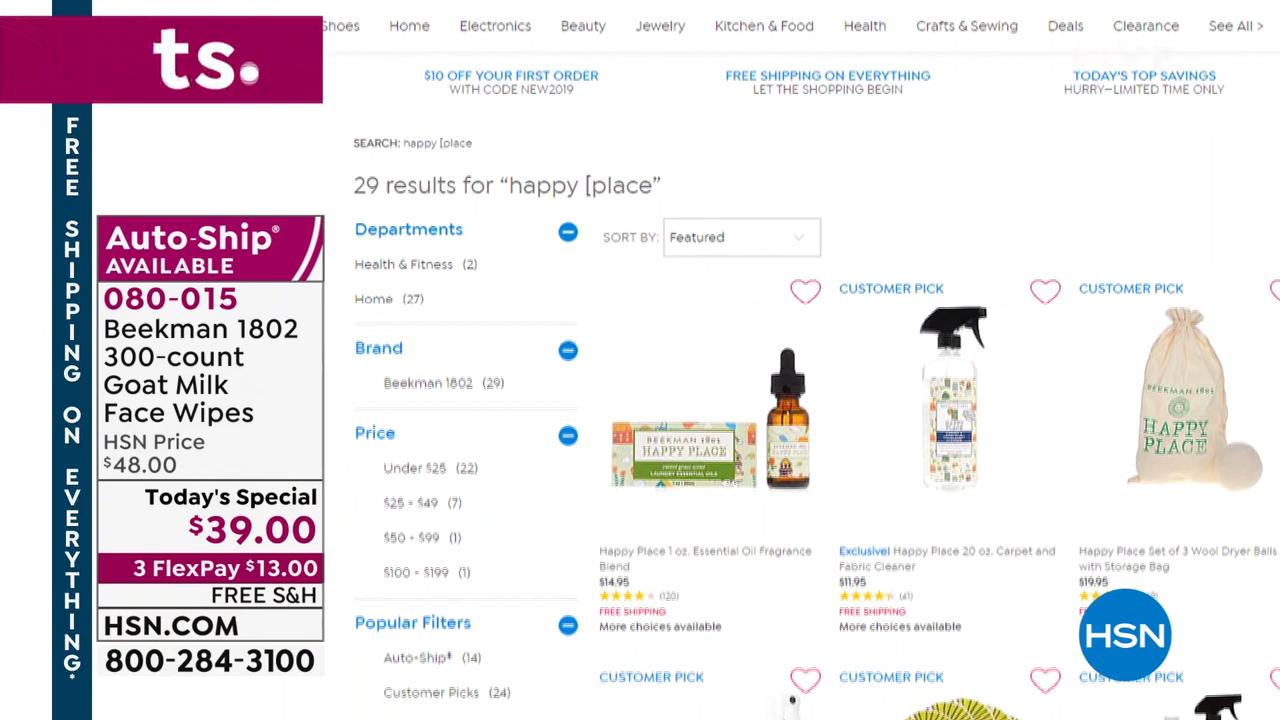 ts.
FREE SHIPPING ON EVERYTHING.*
Auto-Ship®
AVAILABLE
080-015
Beekman 1802
300-count
Goat Milk
Face Wipes
HSN Price
$48.00
Today's Special
$39.00
3 FlexPay $13.00
FREE S&H
HSN.COM
800-284-3100
Shoes Home Electronics Beauty Jewelry Kitchen & Food Health Crafts & Sewing Deals Clearance See All >
$10 OFF YOUR FIRST ORDER
WITH CODE NEW2019
FREE SHIPPING ON EVERYTHING
LET THE SHOPPING BEGIN
TODAY'S TOP SAVINGS
HURRY—LIMITED TIME ONLY
SEARCH: happy [place
29 results for “happy [place”
Departments
Health & Fitness (2)
Home (27)
Brand
Beekman 1802 (29)
Price
Under $25 (22)
$25 - $49 (7)
$50 - $99 (1)
$100 - $199 (1)
Popular Filters
Auto-Ship® (14)
Customer Picks (24)
SORT BY: Featured
BEEKMAN 1802
HAPPY PLACE
LAUNDRY ESSENTIAL OILS
Happy Place 1 oz. Essential Oil Fragrance
Blend
$14.95
(120)
FREE SHIPPING
More choices available
CUSTOMER PICK
Exclusive! Happy Place 20 oz. Carpet and
Fabric Cleaner
$11.95
(41)
FREE SHIPPING
More choices available
CUSTOMER PICK
BEEKMAN 1802
HAPPY
PLACE
Happy Place Set of 3 Wool Dryer Balls
with Storage Bag
$19.95
HSN
CUSTOMER PICK
CUSTOMER PICK
CUSTOMER PICK